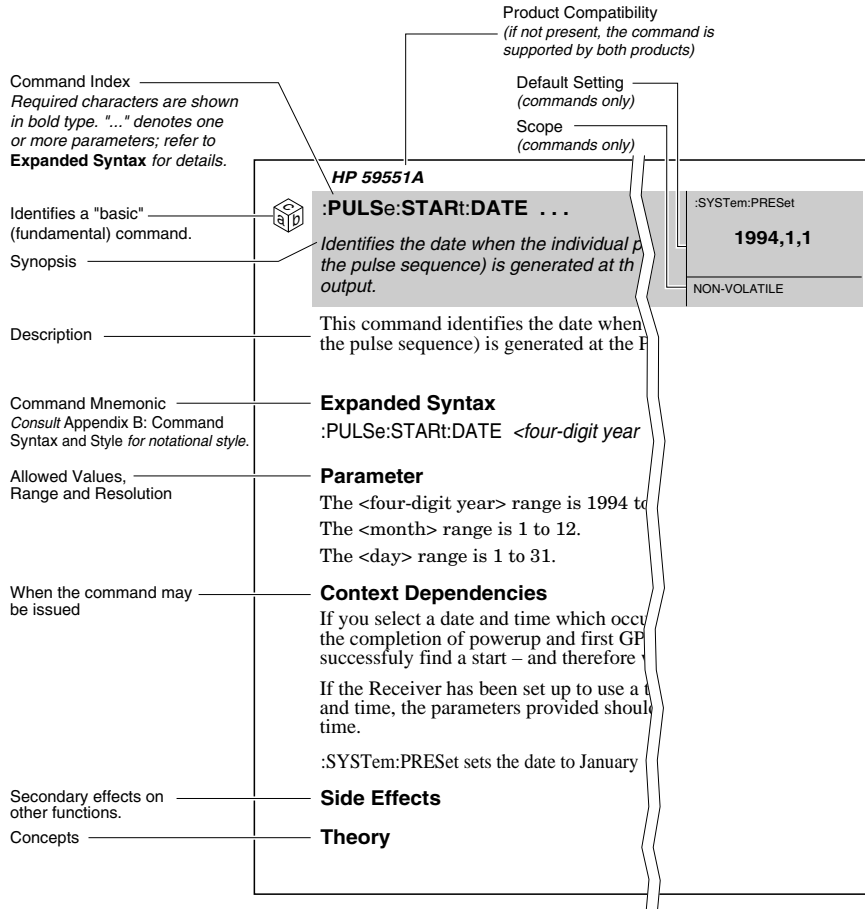 Product Compatibility
(if not present, the command is
supported by both products)
Default Setting
(commands only)
Scope
(commands only)
Command Index
Required characters are shown
in bold type. "..." denotes one
or more parameters; refer to
Expanded Syntax for details.
Identifies a "basic"
(fundamental) command.
Synopsis
Description
Command Mnemonic
Consult Appendix B: Command
Syntax and Style for notational style.
Allowed Values,
Range and Resolution
When the command may
be issued
Secondary effects on
other functions.
Concepts
HP 59551A
a b c
:PULSe:STARt:DATE ...
Identifies the date when the individual p
the pulse sequence) is generated at th
output.
:SYSTem:PRESet
1994,1,1
NON-VOLATILE
This command identifies the date when
the pulse sequence) is generated at the P
Expanded Syntax
:PULSe:STARt:DATE <four-digit year
Parameter
The <four-digit year> range is 1994 to
The <month> range is 1 to 12.
The <day> range is 1 to 31.
Context Dependencies
If you select a date and time which occu
the completion of powerup and first GP
successfuly find a start – and therefore
If the Receiver has been set up to use a t
and time, the parameters provided shoul
time.
:SYSTem:PRESet sets the date to January
Side Effects
Theory